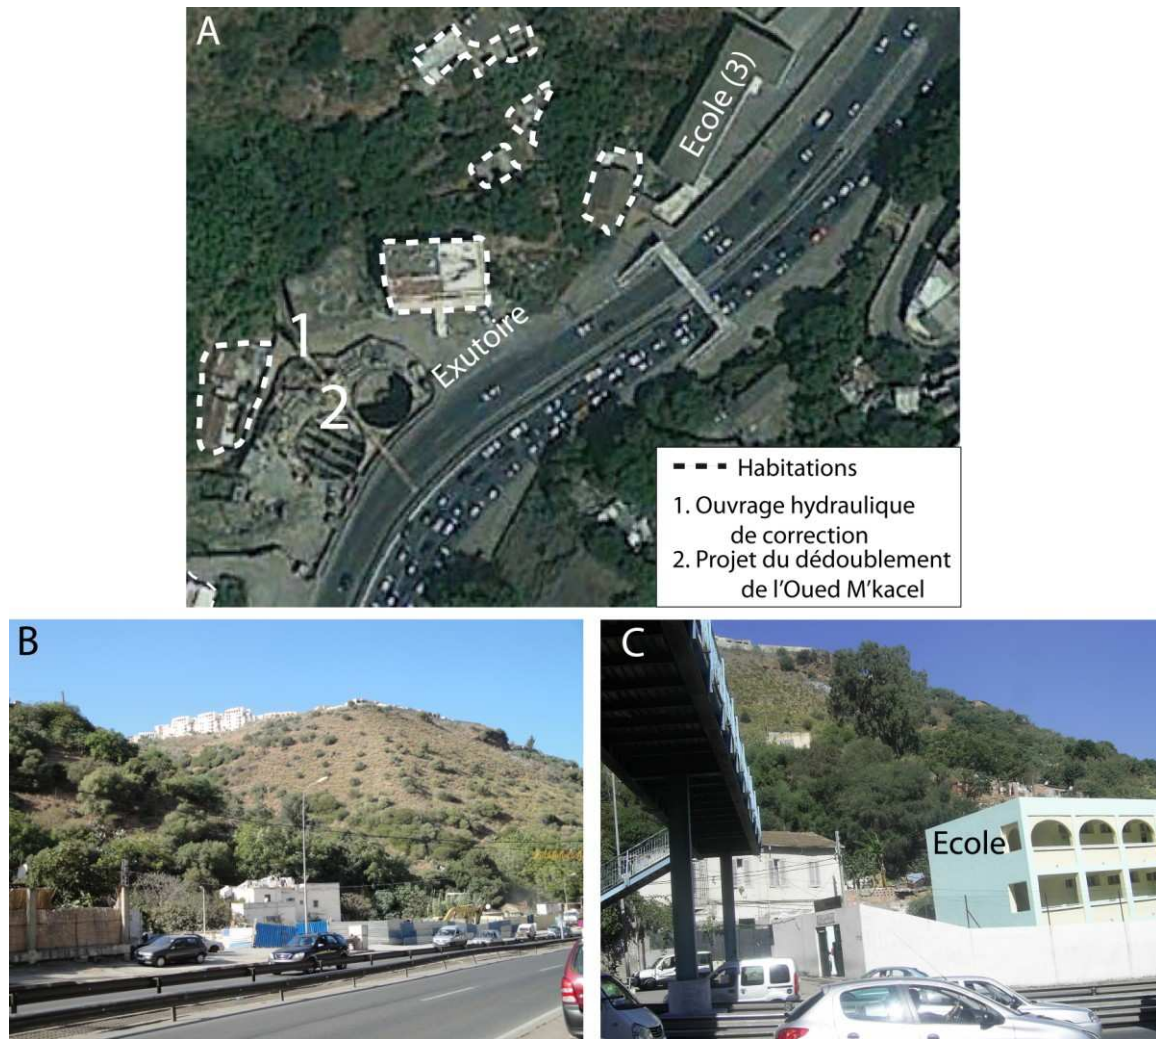 A
Ecole (3)
1
2
Exutoire
Habitations
1. Ouvrage hydraulique
de correction
2. Projet du dédoublement
de l'Oued M'kacel
B
C
Ecole